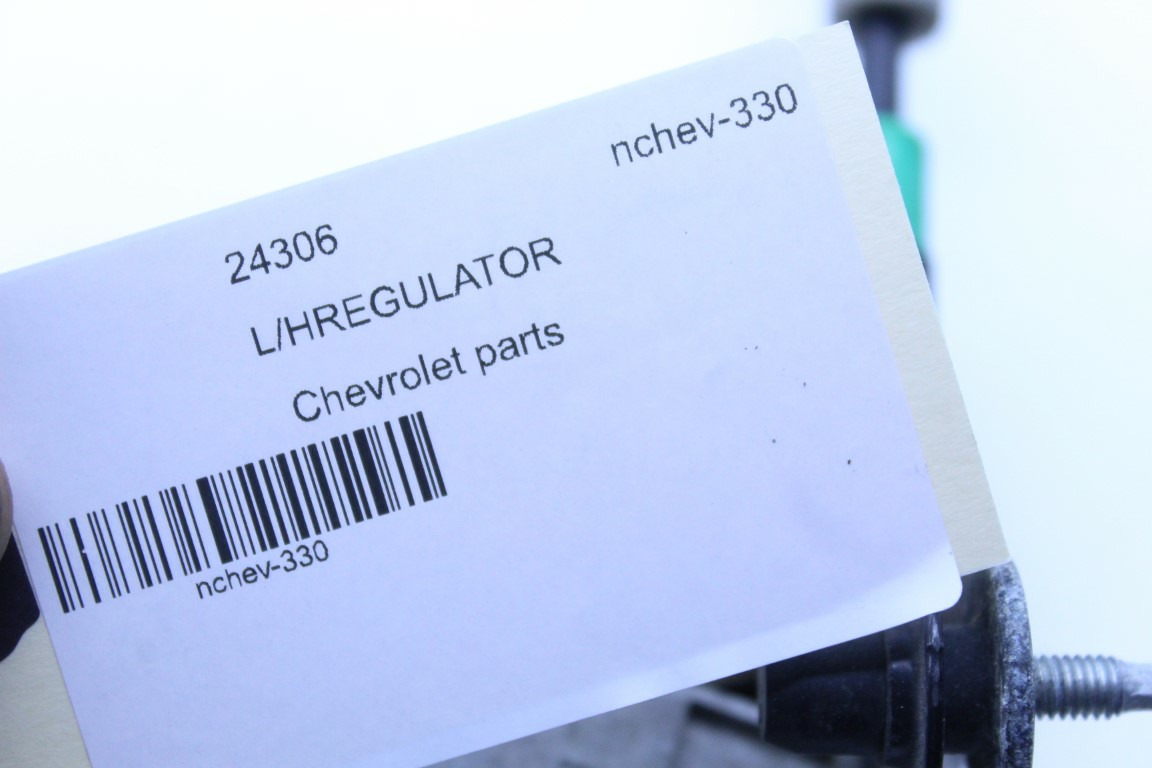 nchev-330
24306
L/HREGULATOR
Chevrolet parts
nchev-330